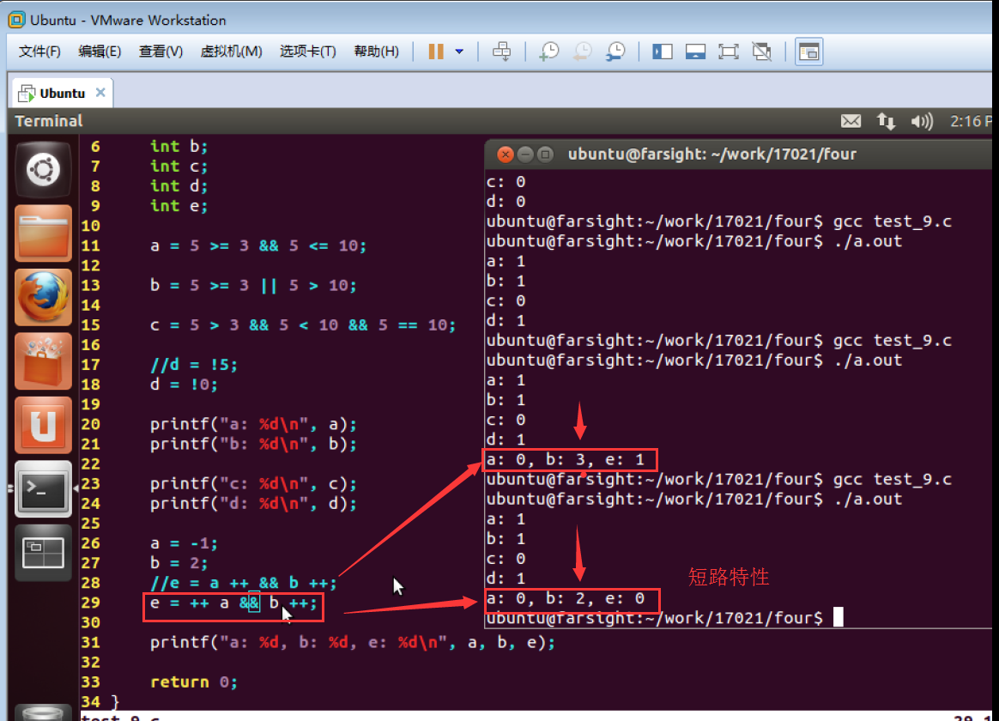 Ubuntu - VMware Workstation
文件(F) 编辑(E) 查看(V) 虚拟机(M) 选项卡(T) 帮助(H)
Ubuntu
Terminal
2:16 P
6 int b;
7 int c;
8 int d;
9 int e;
10
11 a = 5 >= 3 && 5 <= 10;
12
13 b = 5 >= 3 || 5 > 10;
14
15 c = 5 > 3 && 5 < 10 && 5 == 10;
16
17 //d = !5;
18 d = !0;
19
20 printf("a: %d\n", a);
21 printf("b: %d\n", b);
22
23 printf("c: %d\n", c);
24 printf("d: %d\n", d);
25
26 a = -1;
27 b = 2;
28 //e = a ++ && b ++;
29 e = ++ a && b ++;
30
31 printf("a: %d, b: %d, e: %d\n", a, b, e);
32
33 return 0;
34 }
ubuntu@farsight: ~/work/17021/four
c: 0
d: 0
ubuntu@farsight:~/work/17021/four$ gcc test_9.c
ubuntu@farsight:~/work/17021/four$ ./a.out
a: 1
b: 1
c: 0
d: 1
ubuntu@farsight:~/work/17021/four$ gcc test_9.c
ubuntu@farsight:~/work/17021/four$ ./a.out
a: 1
b: 1
c: 0
d: 1
a: 0, b: 3, e: 1
ubuntu@farsight:~/work/17021/four$ gcc test_9.c
ubuntu@farsight:~/work/17021/four$ ./a.out
a: 1
b: 1
c: 0
d: 1
a: 0, b: 2, e: 0
ubuntu@farsight:~/work/17021/four$
短路特性